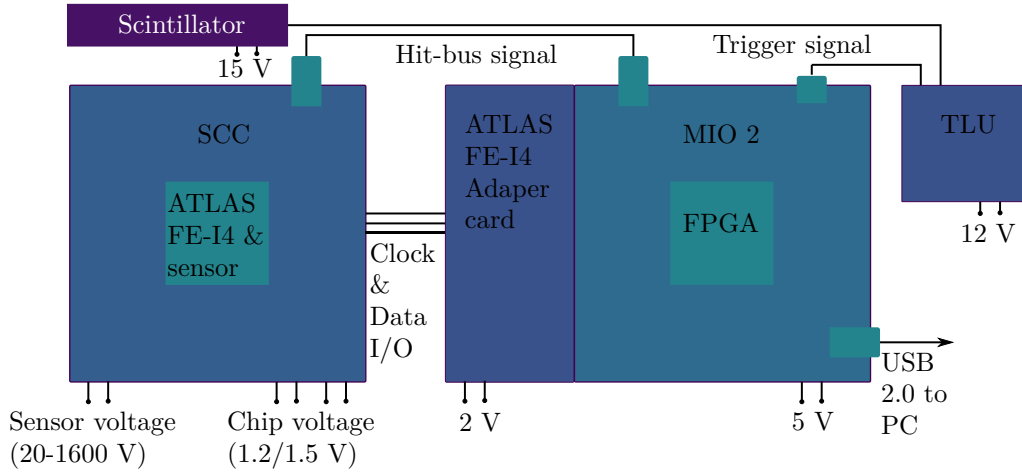 Scintillator
15 V
Hit-bus signal
Trigger signal
SCC
ATLAS
FE-I4
Adaper
card
MIO 2
TLU
ATLAS
FE-I4 &
sensor
FPGA
12 V
Clock
&
Data
I/O
USB
2.0 to
PC
Sensor voltage
(20-1600 V)
Chip voltage
(1.2/1.5 V)
2 V
5 V